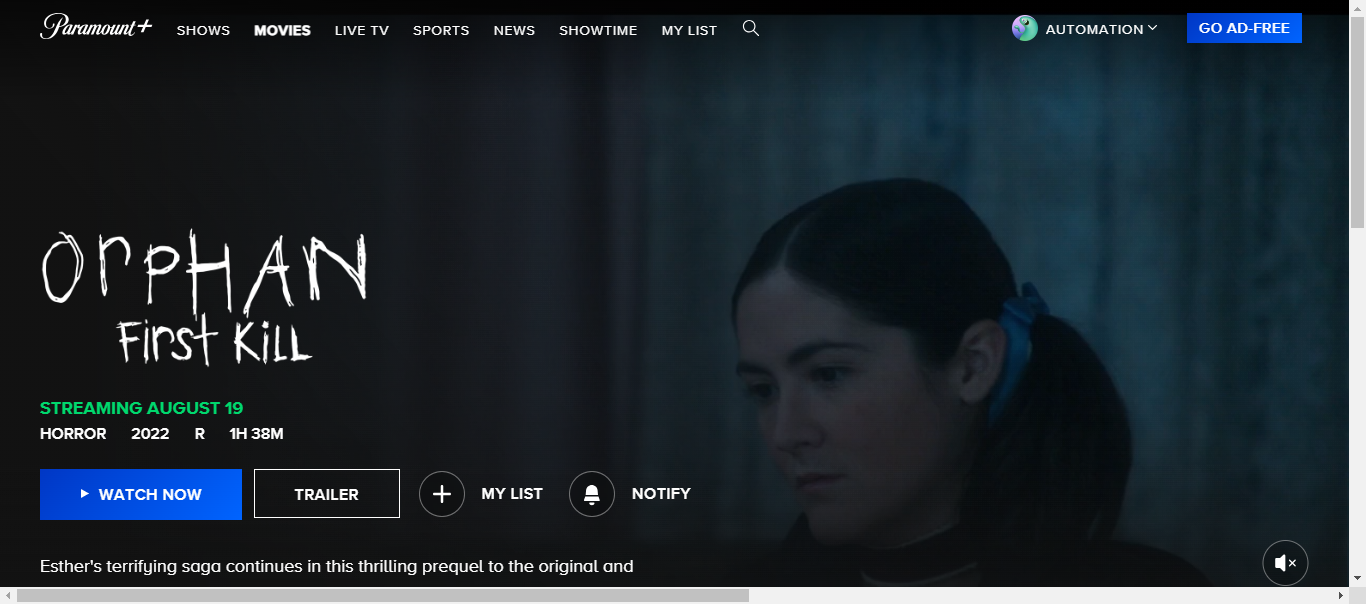 Paramount+ SHOWS MOVIES LIVE TV SPORTS NEWS SHOWTIME MY LIST AUTOMATION GO AD-FREE
ORPHAN
First KiLL
STREAMING AUGUST 19
HORROR 2022 R 1H 38M
WATCH NOW TRAILER MY LIST NOTIFY
Esther's terrifying saga continues in this thrilling prequel to the original and